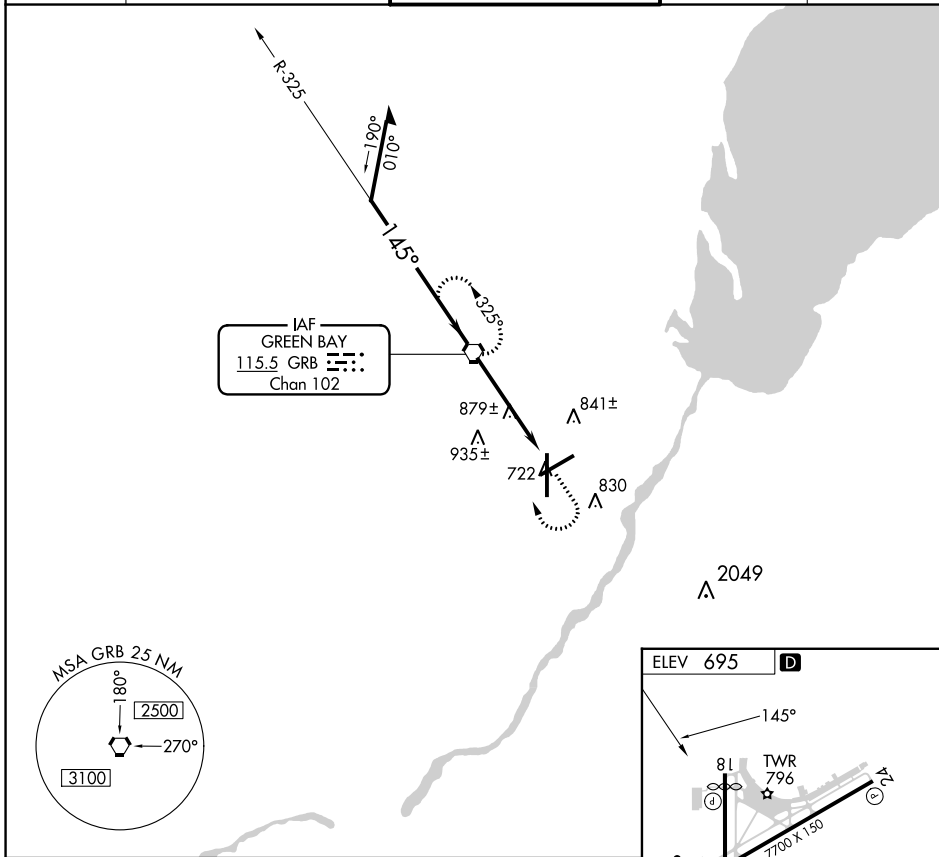 R-325
190°
010°
145°
325°
IAF
GREEN BAY
115.5 GRB
Chan 102
879±
841±
935±
722
830
2049
MSA GRB 25 NM
180°
2500
270°
3100
ELEV 695 D
145°
18
TWR
796
24
P
P
7700 X 150